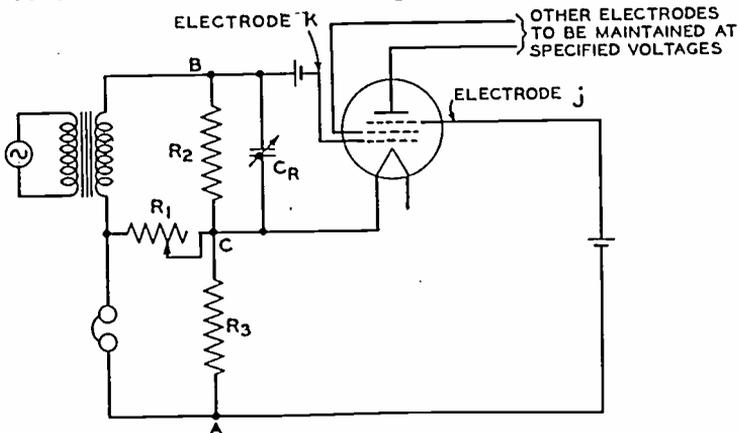 ELECTRODE K
OTHER ELECTRODES
TO BE MAINTAINED AT
SPECIFIED VOLTAGES
B
ELECTRODE j
R2
CR
R1
C
R3
A